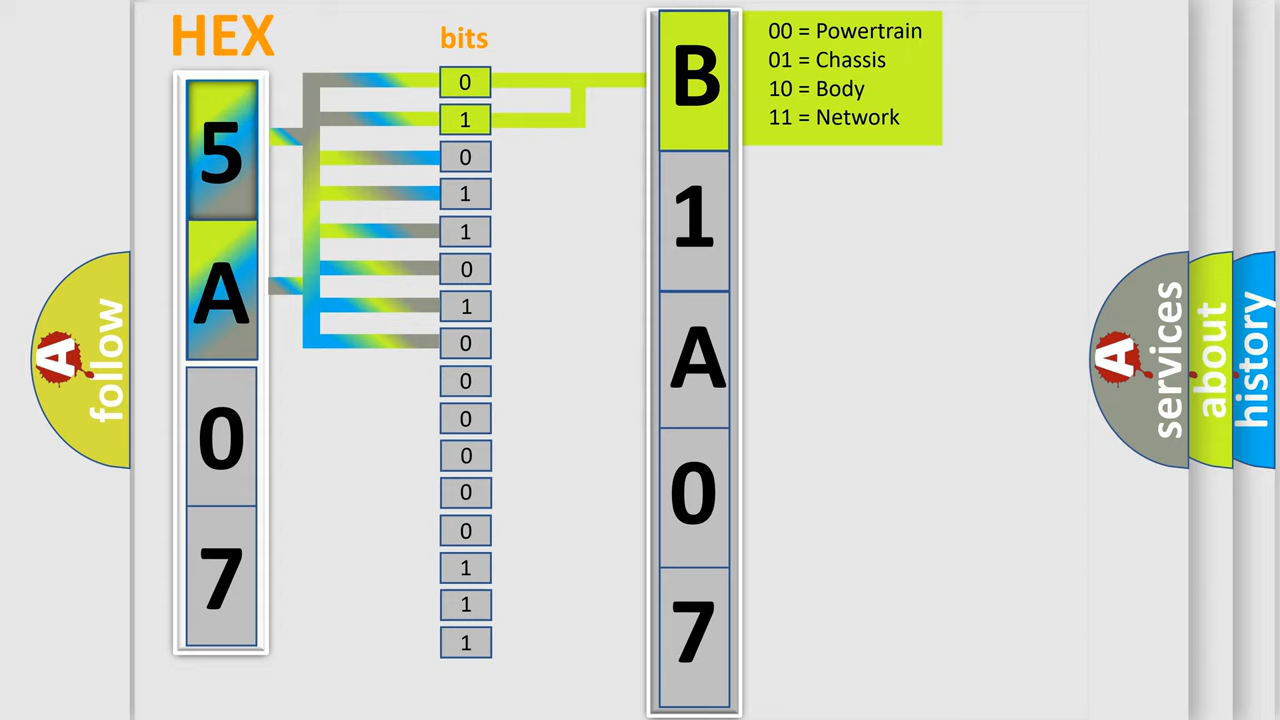 HEX
bits
5
A
0
7
0
1
0
1
1
0
1
0
0
0
0
0
0
1
1
1
B
1
A
0
7
00 = Powertrain
01 = Chassis
10 = Body
11 = Network
A
follow
A
services
about
history